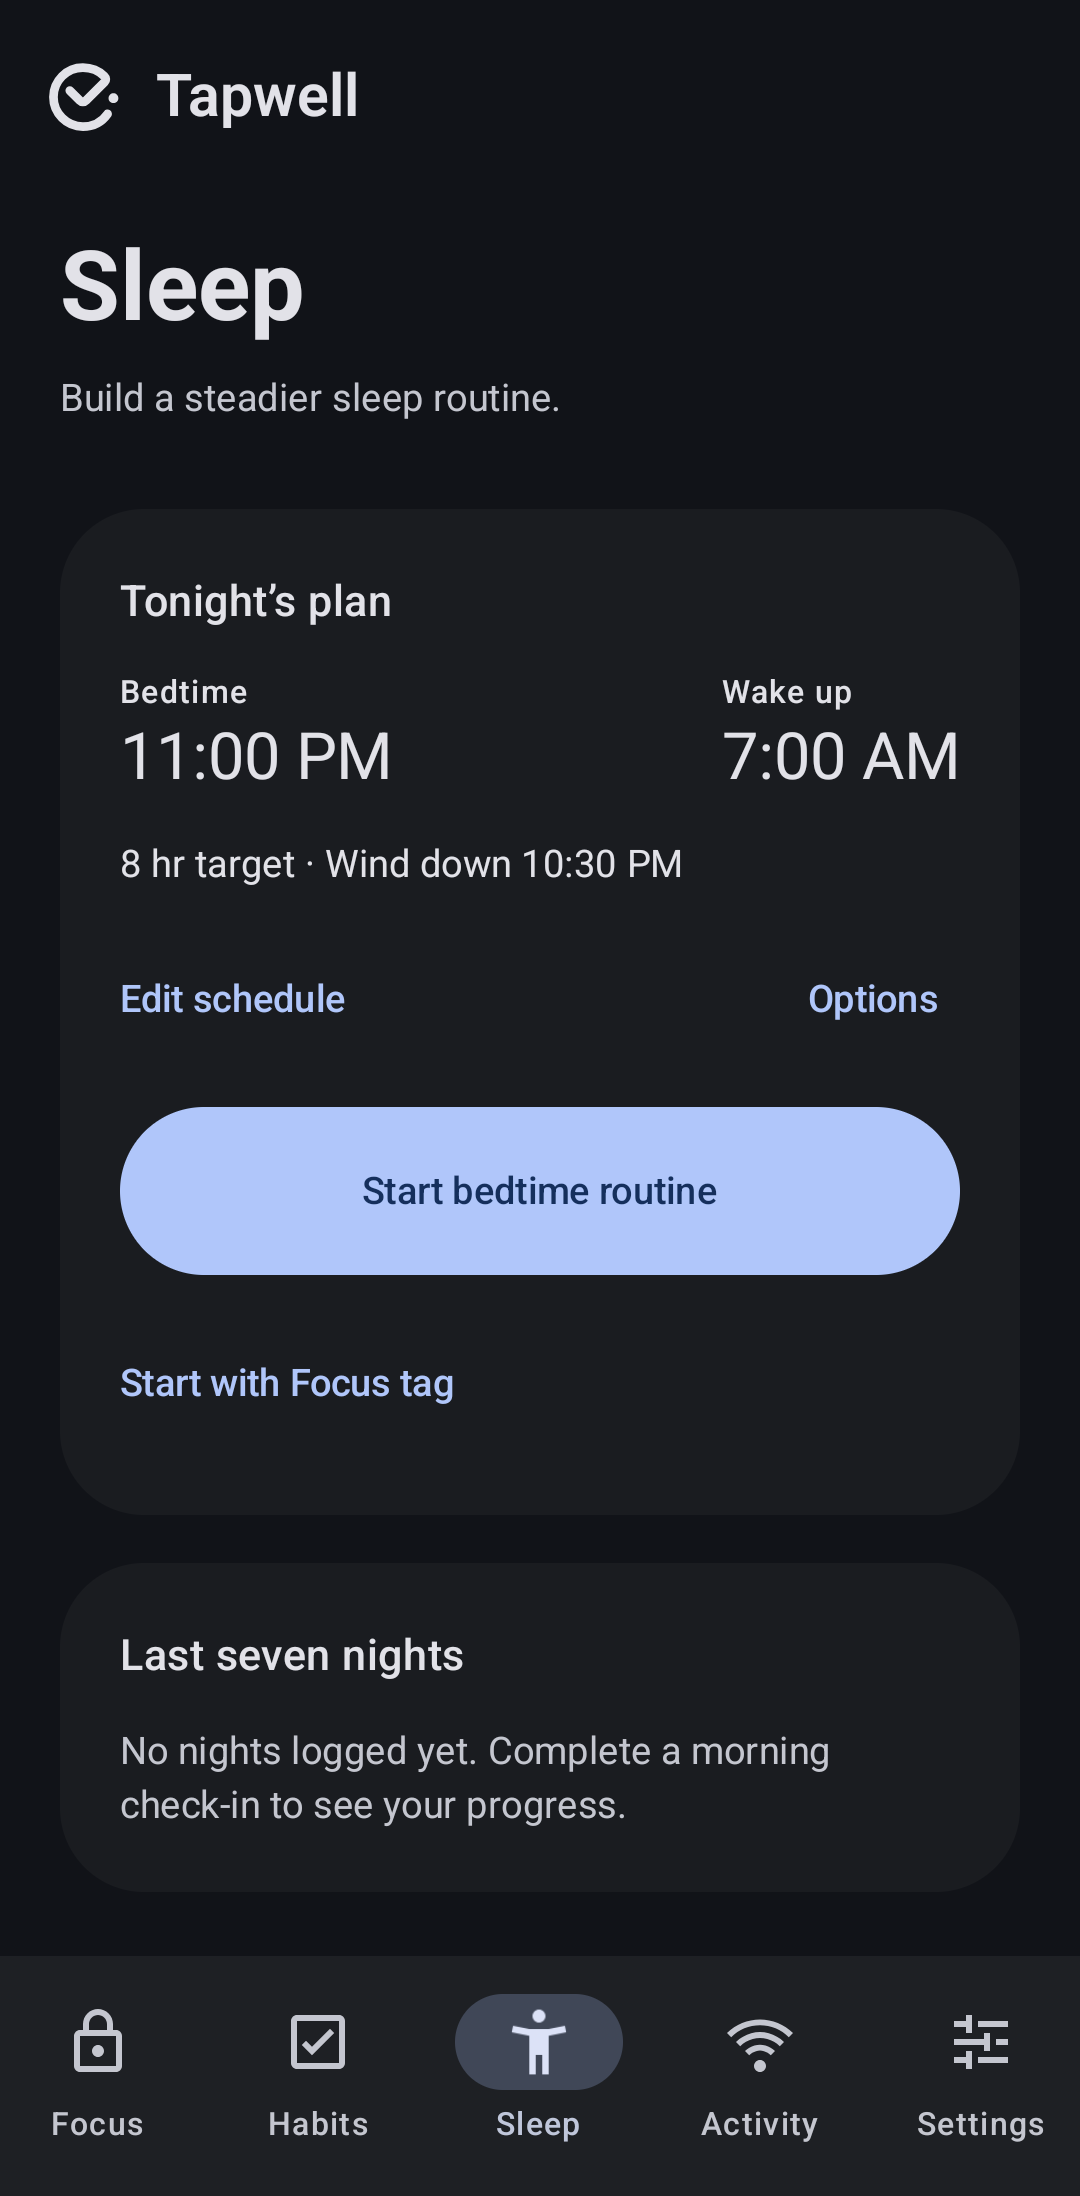 Tapwell
Sleep
Build a steadier sleep routine.
Tonight’s plan
Bedtime
Wake up
11:00 PM
7:00 AM
8 hr target · Wind down 10:30 PM
Edit schedule
Options
Start bedtime routine
Start with Focus tag
Last seven nights
No nights logged yet. Complete a morning
check-in to see your progress.
Focus
Habits
Sleep
Activity
Settings